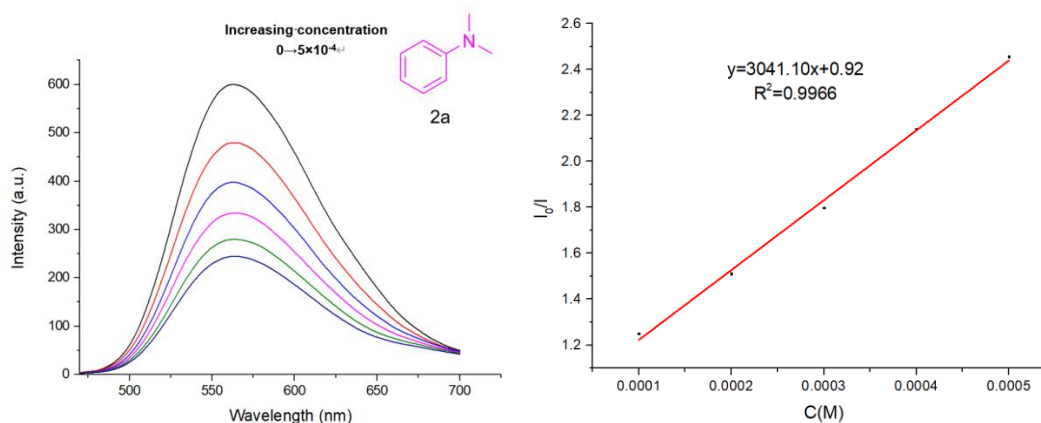 Increasing·concentration
0→5×10⁻⁴↵
N
2a
600
500
400
300
200
100
0
500
550
600
650
700
Intensity (a.u.)
Wavelength (nm)
y=3041.10x+0.92
R²=0.9966
2.6
2.4
2.2
2.0
1.8
1.6
1.4
1.2
0.0001
0.0002
0.0003
0.0004
0.0005
I₀/I
C(M)